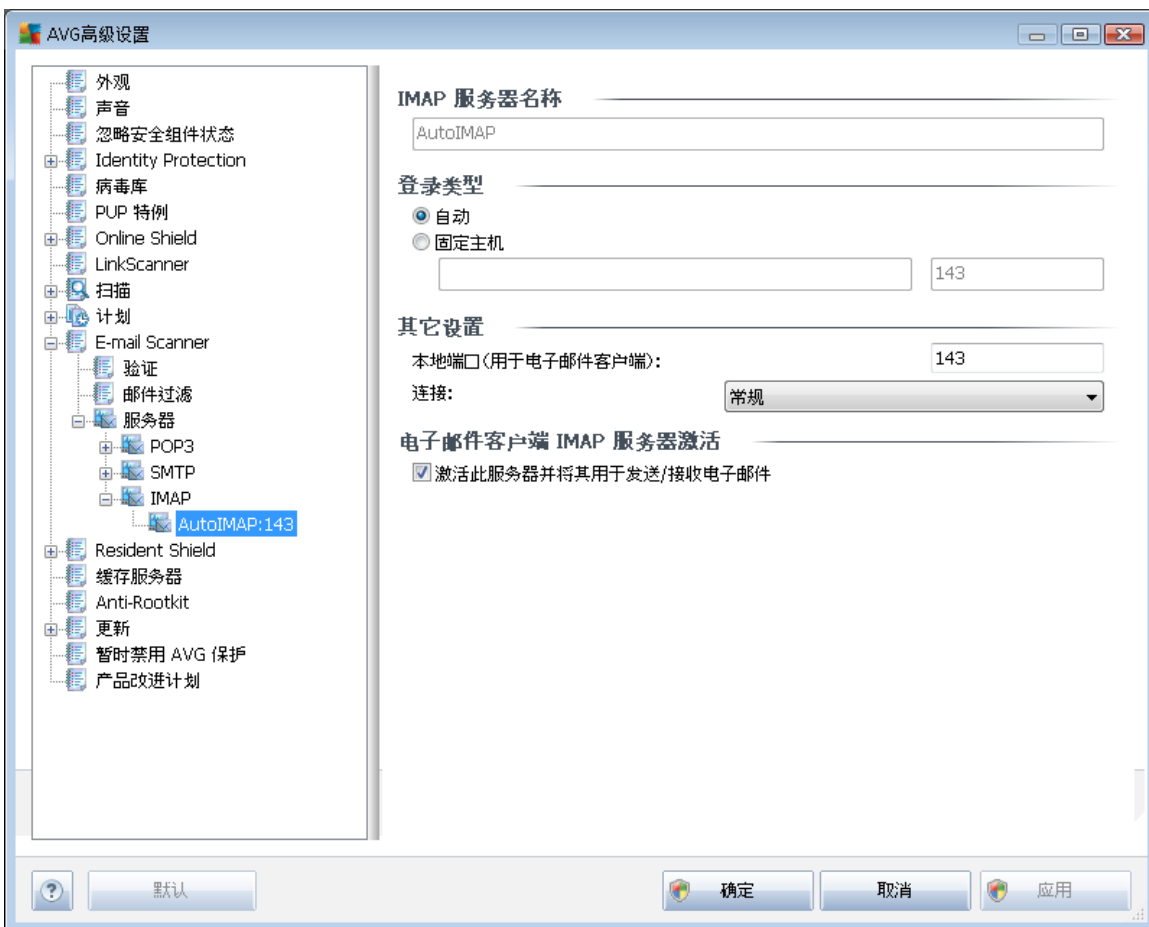 AVG高级设置
外观
声音
忽略安全组件状态
Identity Protection
病毒库
PUP 特例
Online Shield
LinkScanner
扫描
计划
E-mail Scanner
验证
邮件过滤
服务器
POP3
SMTP
IMAP
AutoIMAP:143
Resident Shield
缓存服务器
Anti-Rootkit
更新
暂时禁用 AVG 保护
产品改进计划
IMAP 服务器名称
AutoIMAP
登录类型
自动
固定主机
143
其它设置
本地端口(用于电子邮件客户端): 143
连接: 常规
电子邮件客户端 IMAP 服务器激活
激活此服务器并将其用于发送/接收电子邮件
? 默认 确定 取消 应用